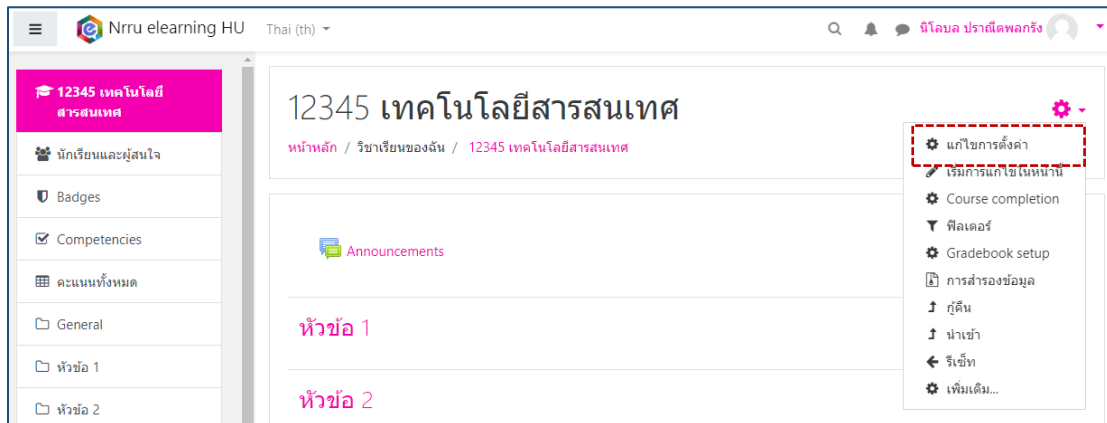 Nrru elearning HU Thai (th) นิโลบล ปราณีตพลกรัง
12345 เทคโนโลยี
สารสนเทศ
นักเรียนและผู้สนใจ
Badges
Competencies
คะแนนทั้งหมด
General
หัวข้อ 1
หัวข้อ 2
12345 เทคโนโลยีสารสนเทศ
หน้าหลัก / วิชาเรียนของฉัน / 12345 เทคโนโลยีสารสนเทศ
Announcements
หัวข้อ 1
หัวข้อ 2
แก้ไขการตั้งค่า
เริ่มการแก้ไขในหน้านี้
Course completion
ฟิลเตอร์
Gradebook setup
การสำรองข้อมูล
กู้คืน
นำเข้า
รีเซ็ท
เพิ่มเติม...